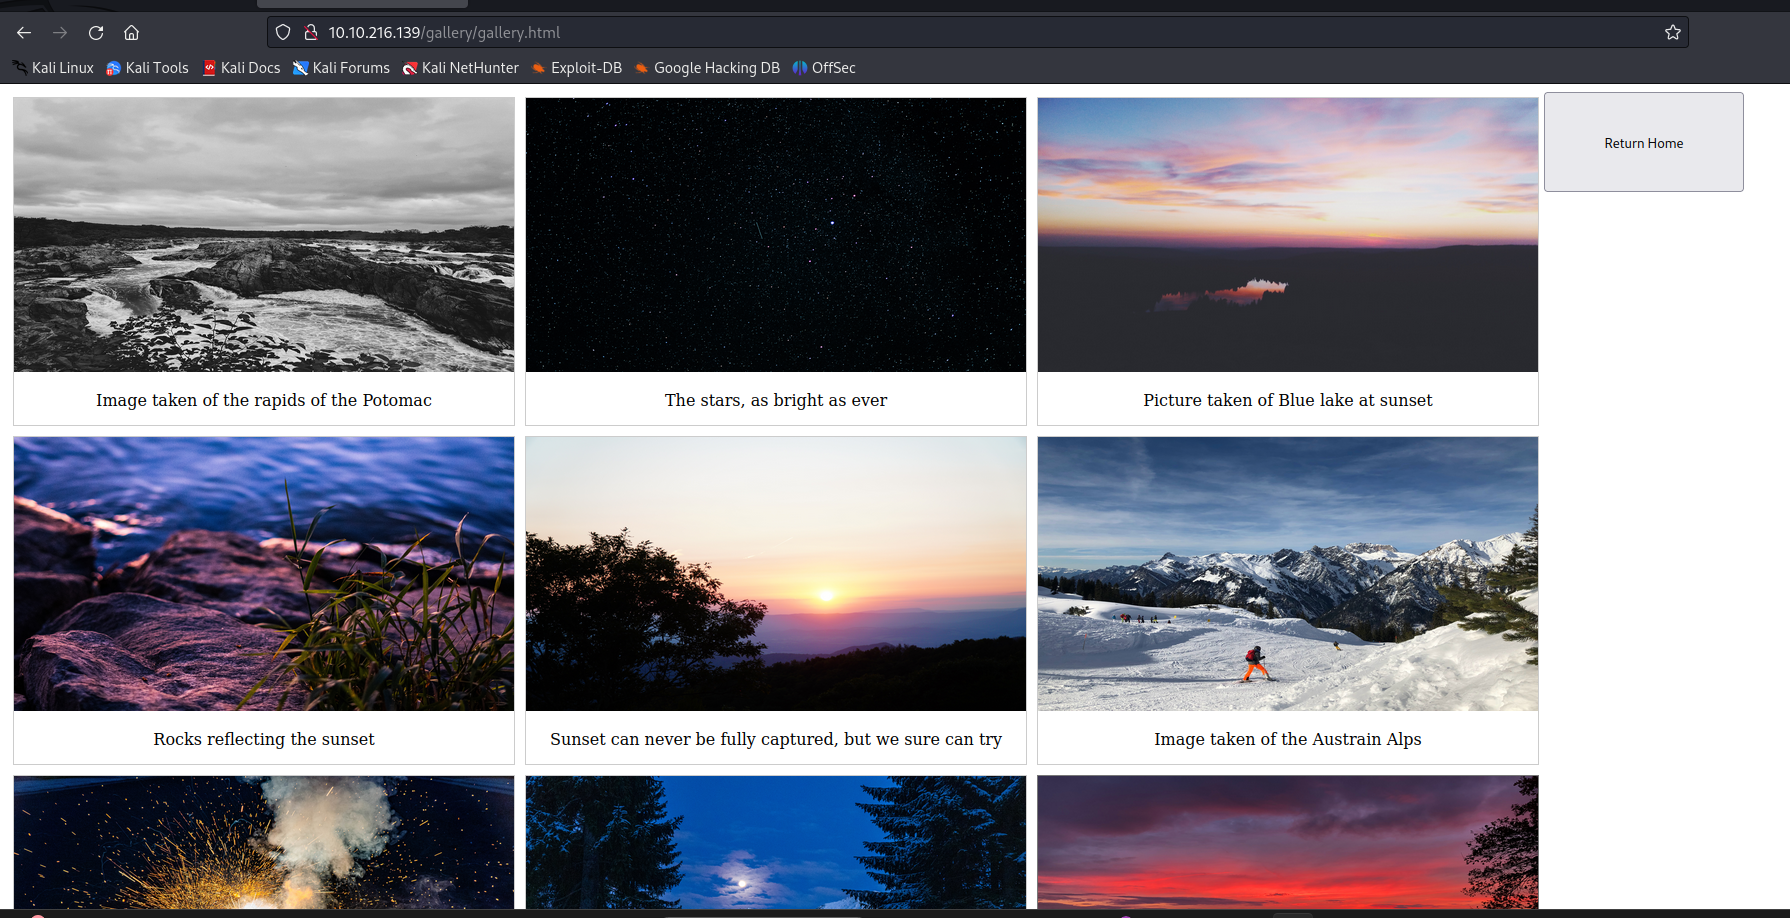 10.10.216.139/gallery/gallery.html
Kali Linux Kali Tools Kali Docs Kali Forums Kali NetHunter Exploit-DB Google Hacking DB OffSec
Return Home
Image taken of the rapids of the Potomac
The stars, as bright as ever
Picture taken of Blue lake at sunset
Rocks reflecting the sunset
Sunset can never be fully captured, but we sure can try
Image taken of the Austrain Alps